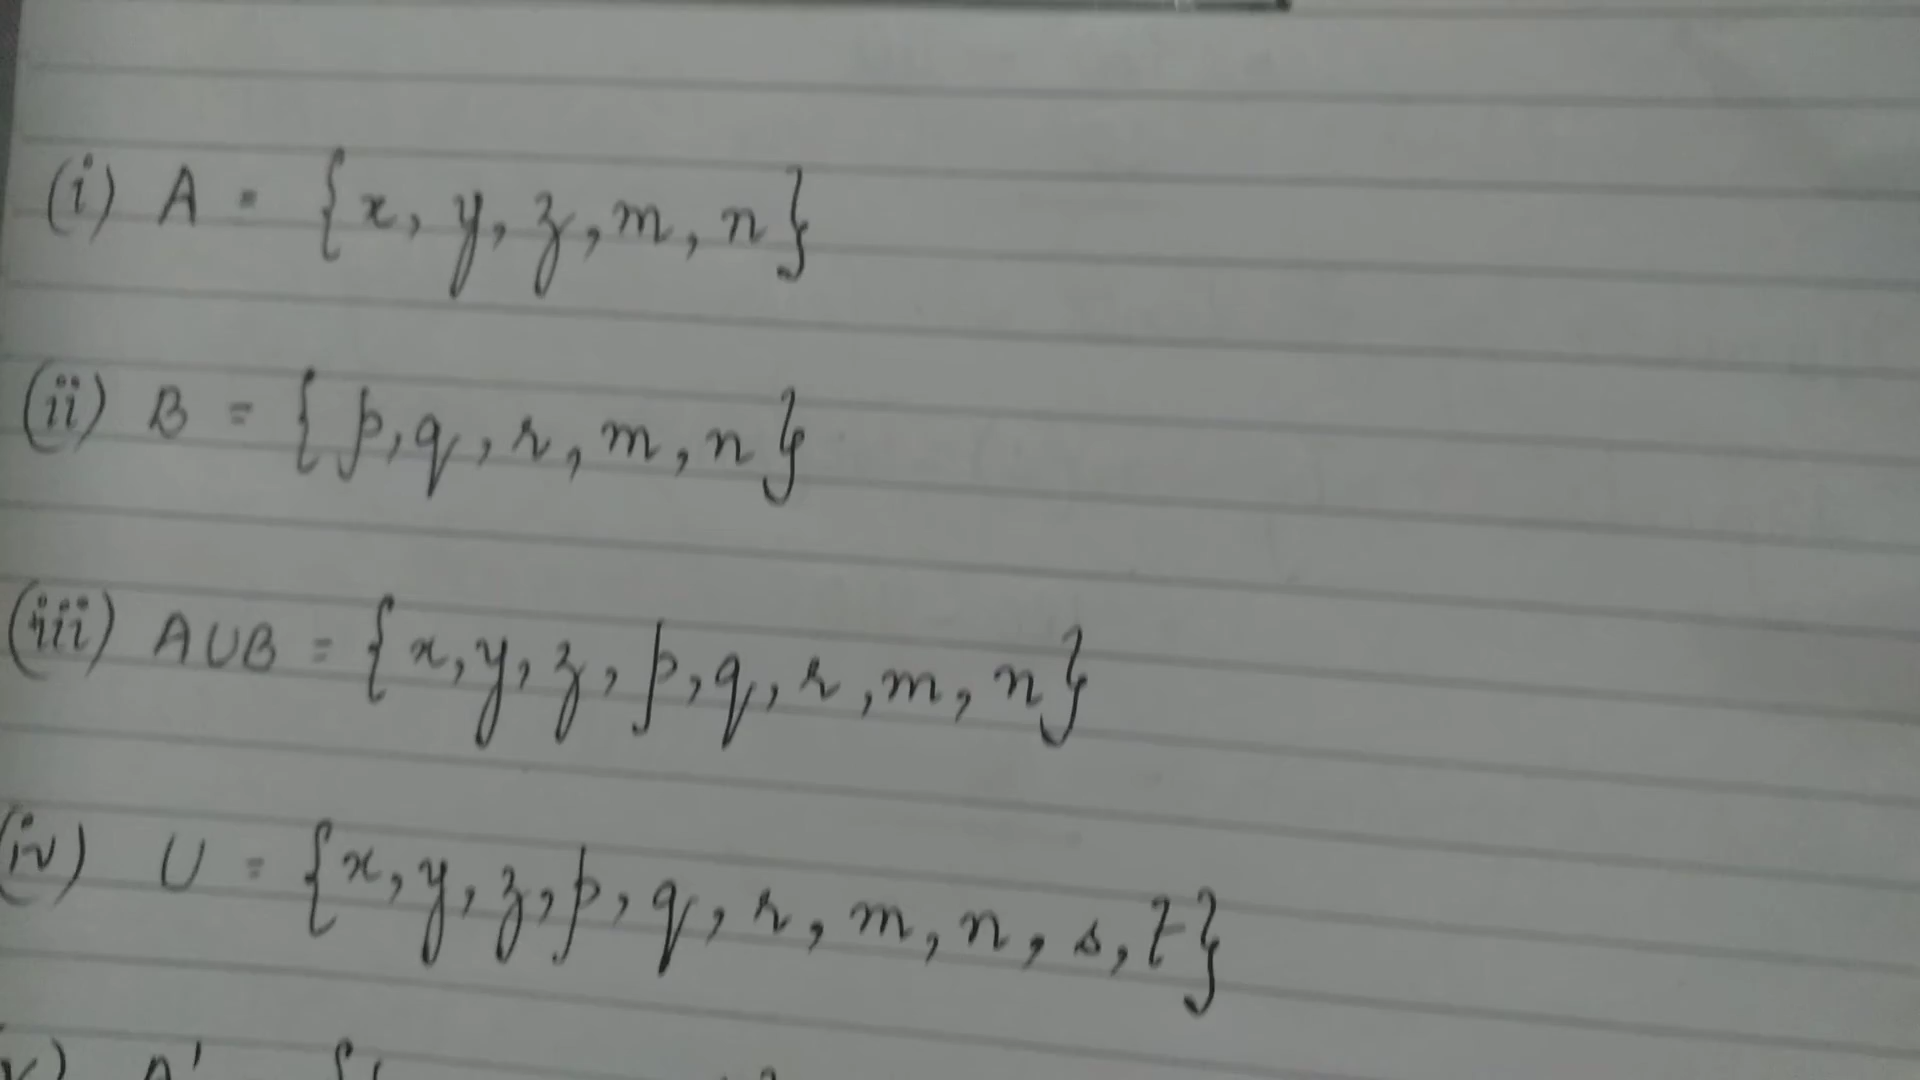 (i) A = {x, y, z, m, n}
(ii) B = {p, q, r, m, n}
(iii) A∪B = {x, y, z, p, q, r, m, n}
(iv) U = {x, y, z, p, q, r, m, n, s, t}
A'